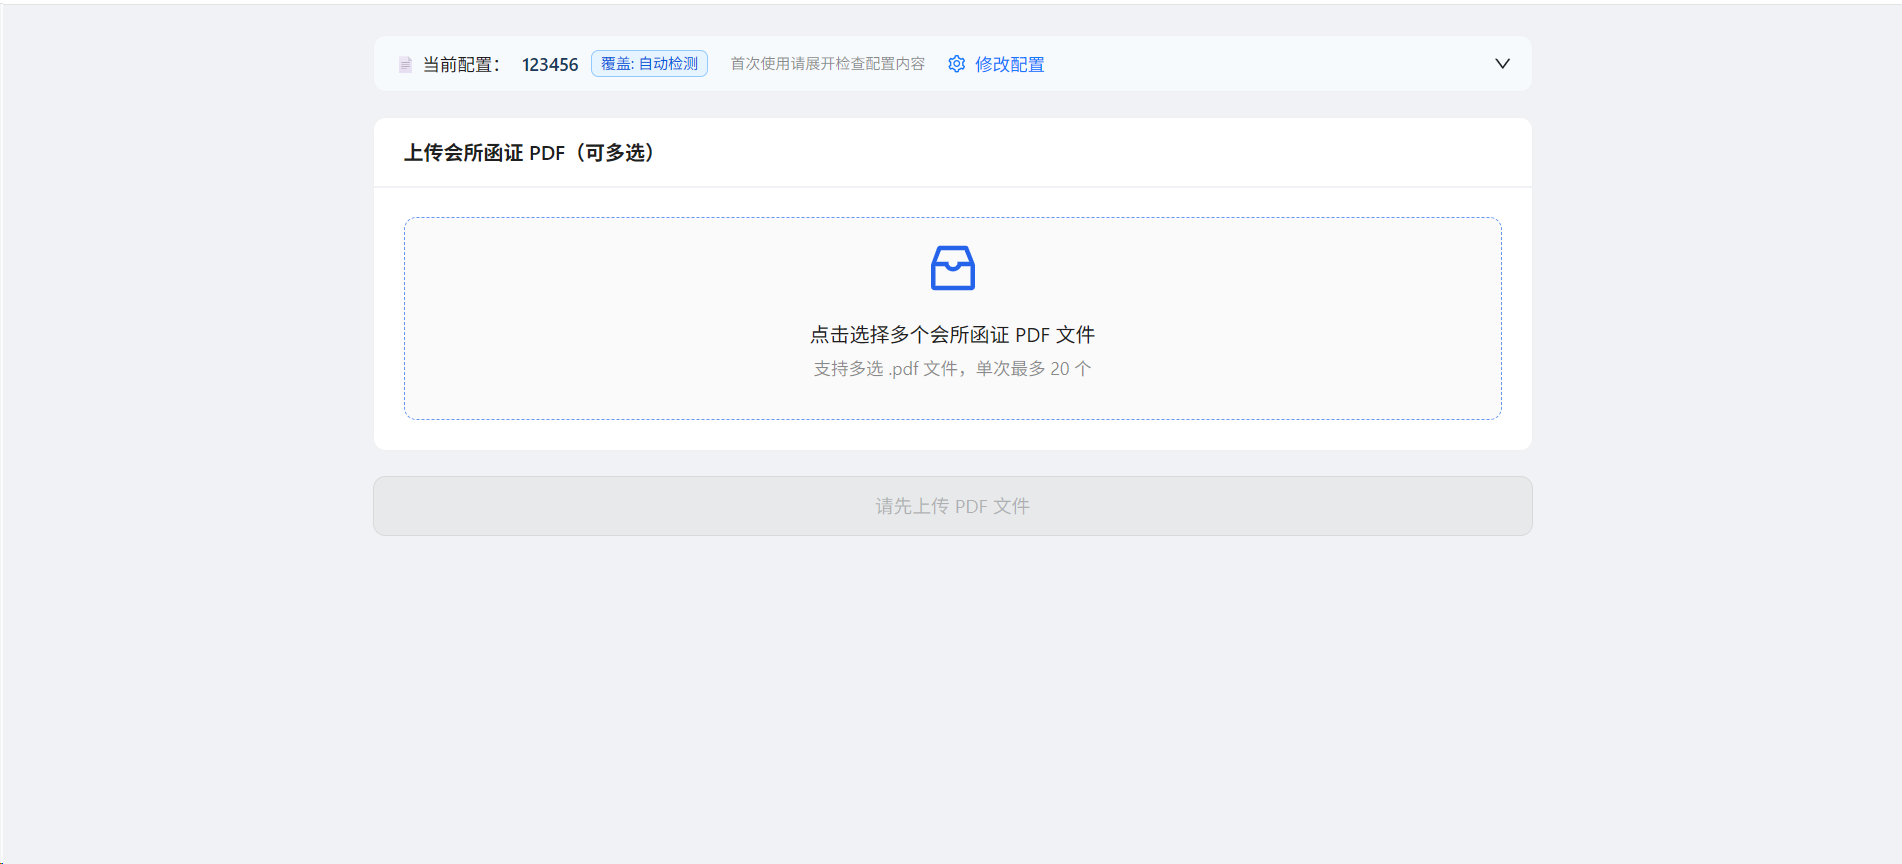 当前配置： 123456 覆盖: 自动检测 首次使用请展开检查配置内容 修改配置
上传会所函证 PDF（可多选）
点击选择多个会所函证 PDF 文件
支持多选 .pdf 文件，单次最多 20 个
请先上传 PDF 文件